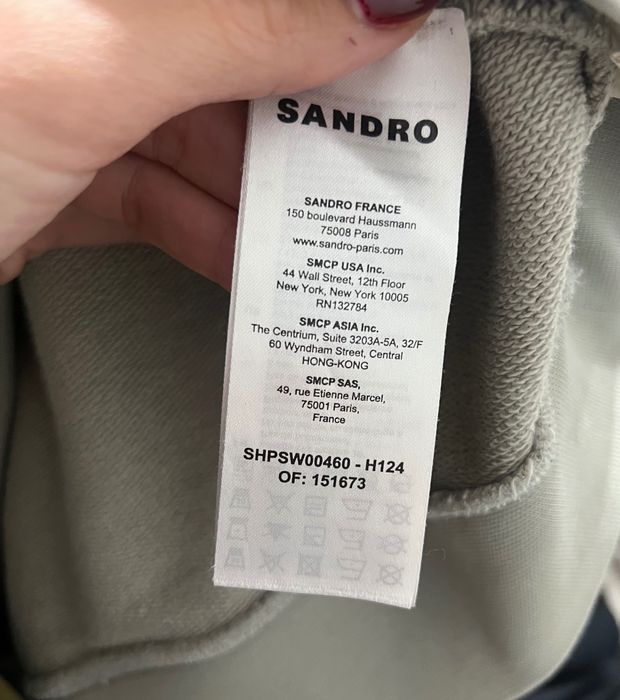 SANDRO
SANDRO FRANCE
150 boulevard Haussmann
75008 Paris
www.sandro-paris.com
SMCP USA Inc.
44 Wall Street, 12th Floor
New York, New York 10005
RN132784
SMCP ASIA Inc.
The Centrium, Suite 3203A-5A, 32/F
60 Wyndham Street, Central
HONG-KONG
SMCP SAS,
49, rue Etienne Marcel,
75001 Paris,
France
SHPSW00460 - H124
OF: 151673